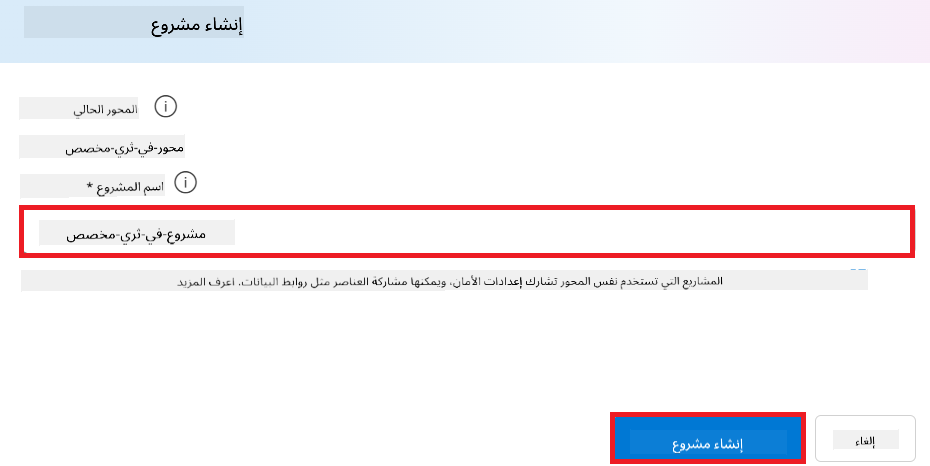 إنشاء مشروع
المحور الحالي
محور-في-ثري-مخصص
اسم المشروع *
مشروع-في-ثري-مخصص
المشاريع التي تستخدم نفس المحور تشارك إعدادات الأمان، ويمكنها مشاركة العناصر مثل روابط البيانات. اعرف المزيد
إنشاء مشروع
إلغاء